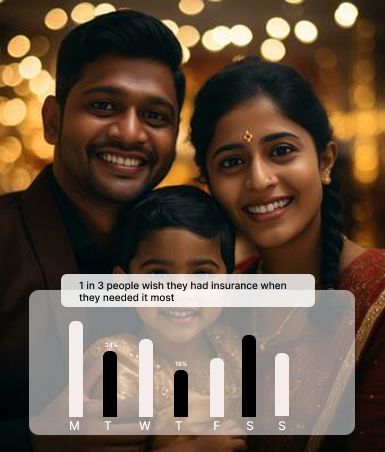 1 in 3 people wish they had insurance when
they needed it most
24%
16%
M T W T F S S